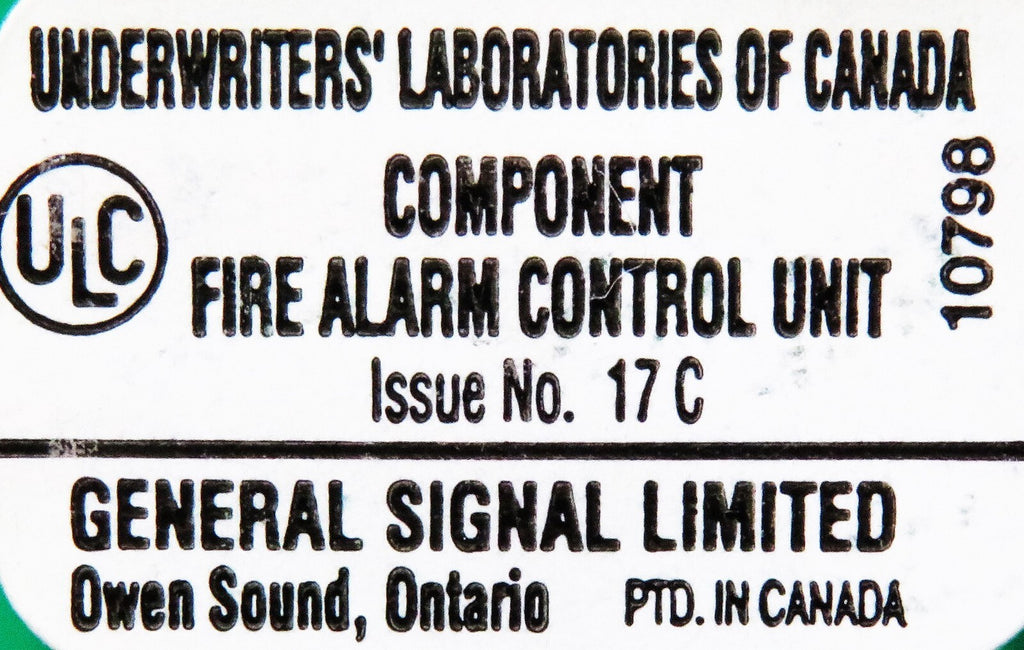 UNDERWRITERS' LABORATORIES OF CANADA
ULC
COMPONENT
FIRE ALARM CONTROL UNIT
10798
Issue No. 17 C
GENERAL SIGNAL LIMITED
Owen Sound, Ontario PTD. IN CANADA